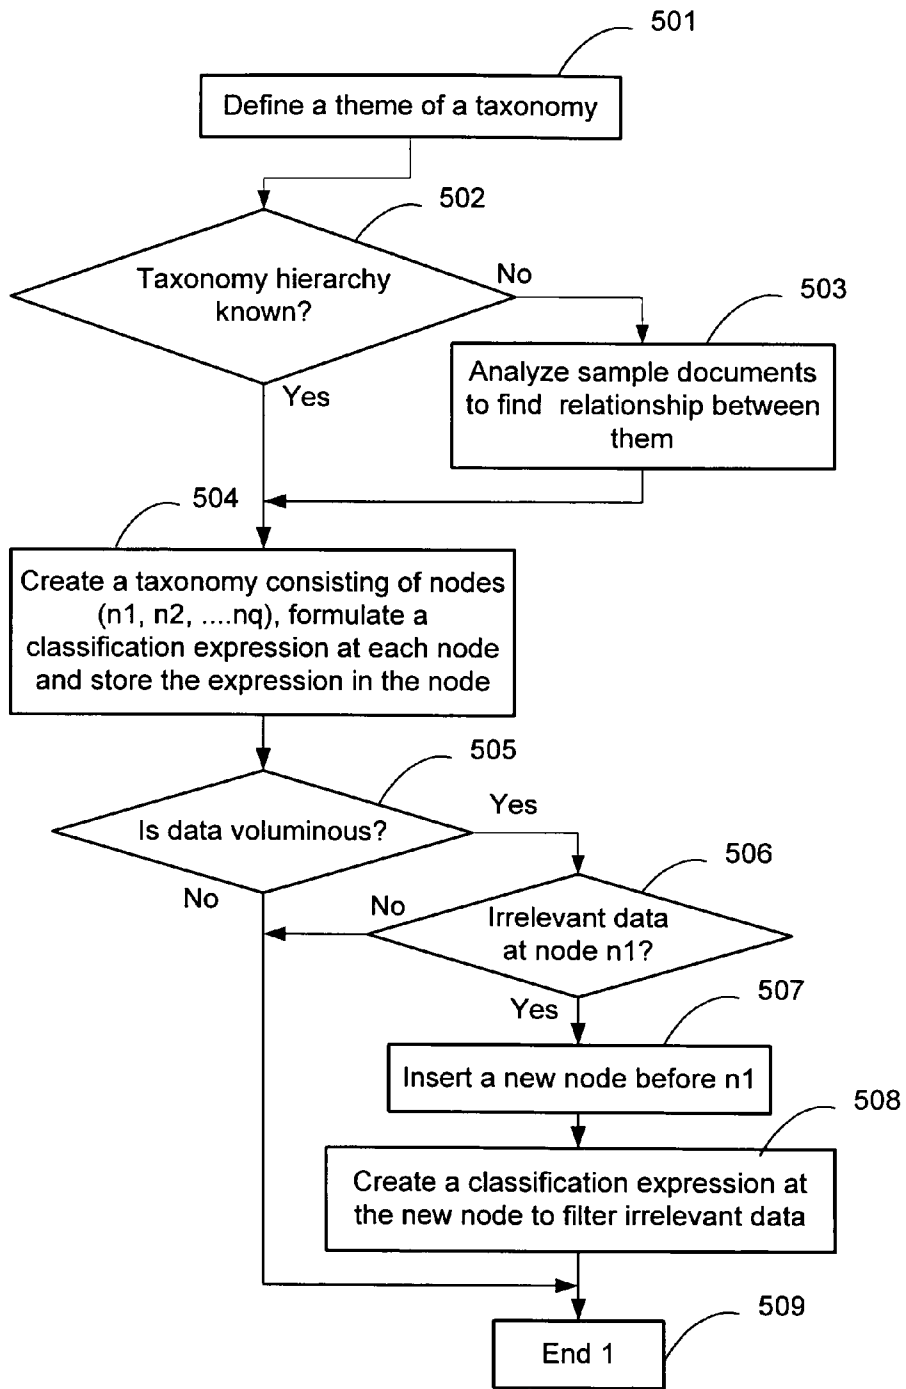 501
Define a theme of a taxonomy
502
Taxonomy hierarchy
known?
No
503
Yes
Analyze sample documents
to find relationship between
them
504
Create a taxonomy consisting of nodes
(n1, n2, ....nq), formulate a
classification expression at each node
and store the expression in the node
505
Is data voluminous?
Yes
506
No
No
Irrelevant data
at node n1?
Yes
507
Insert a new node before n1
508
Create a classification expression at
the new node to filter irrelevant data
509
End 1